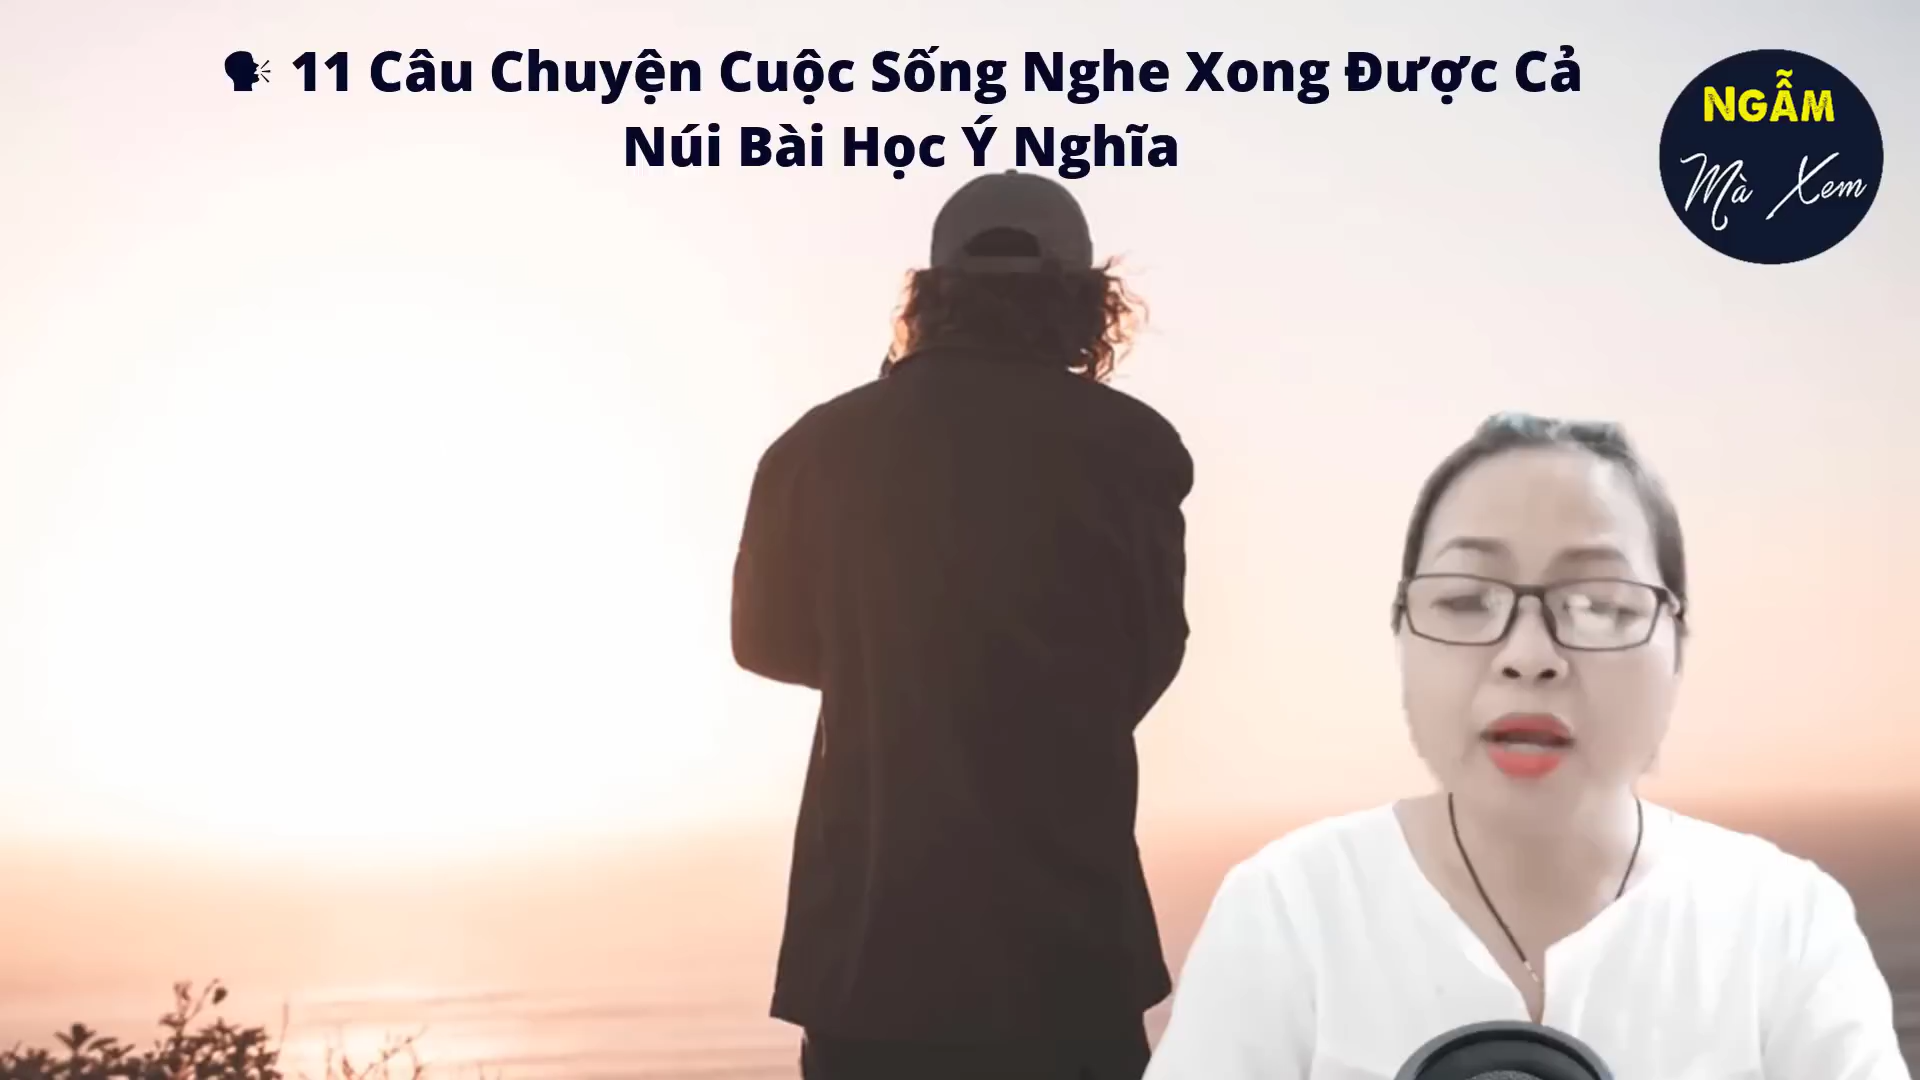 🗣 11 Câu Chuyện Cuộc Sống Nghe Xong Được Cả
Núi Bài Học Ý Nghĩa
NGẪM
Mà Xem